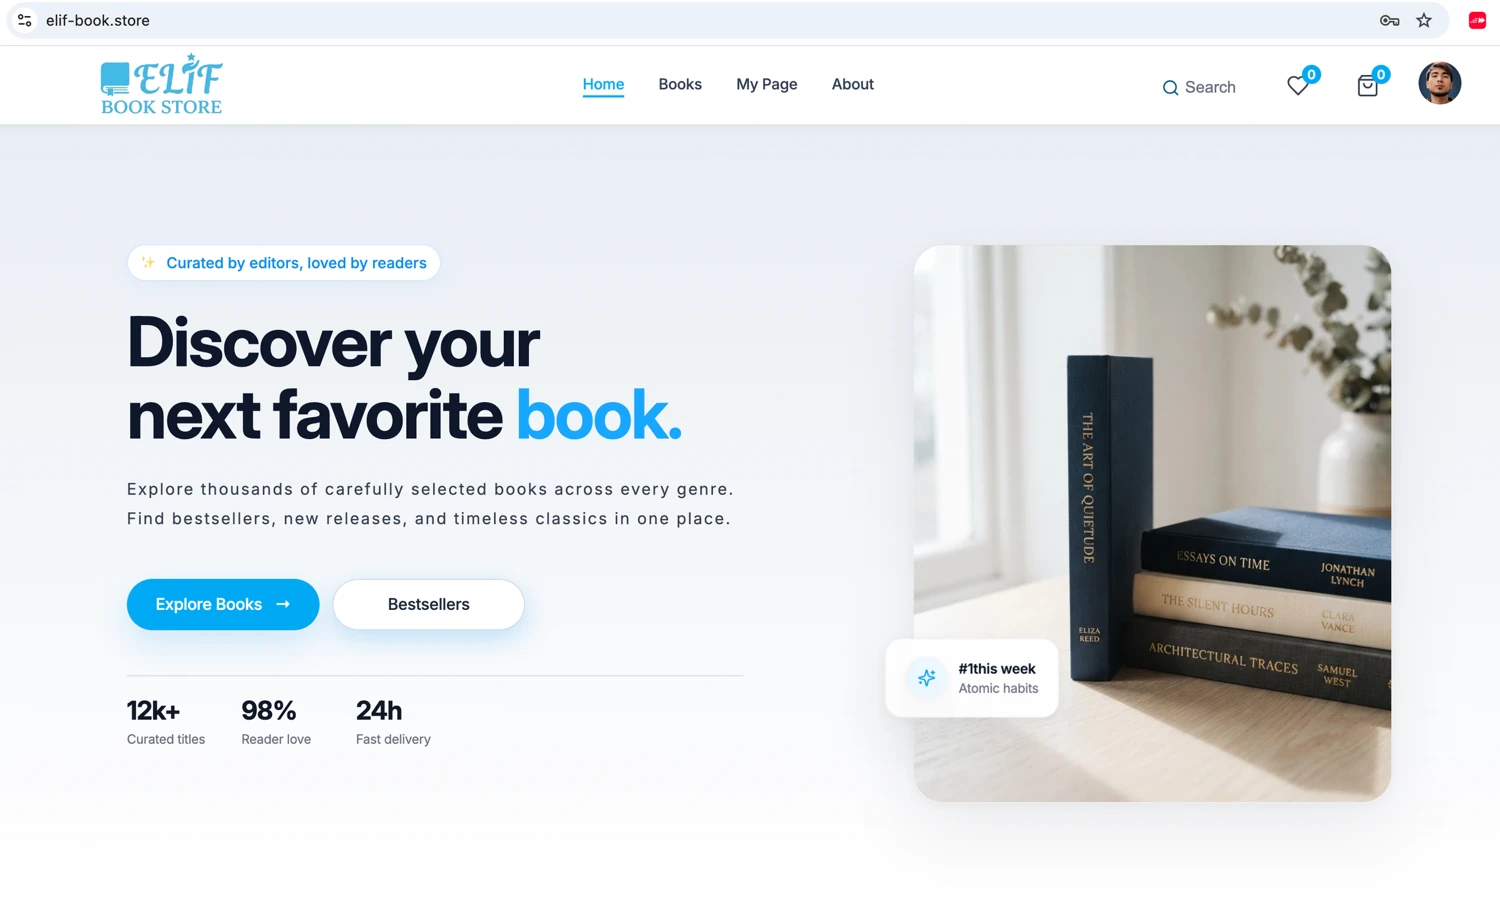 elif-book.store
ELIF
BOOK STORE
Home
Books
My Page
About
Search
0
0
✨ Curated by editors, loved by readers
Discover your
next favorite book.
Explore thousands of carefully selected books across every genre.
Find bestsellers, new releases, and timeless classics in one place.
Explore Books →
Bestsellers
12k+
Curated titles
98%
Reader love
24h
Fast delivery
THE ART OF QUIETUDE
ELIZA
REED
ESSAYS ON TIME
JONATHAN
LYNCH
THE SILENT HOURS
CLARA
VANCE
ARCHITECTURAL TRACES
SAMUEL
WEST
#1this week
Atomic habits